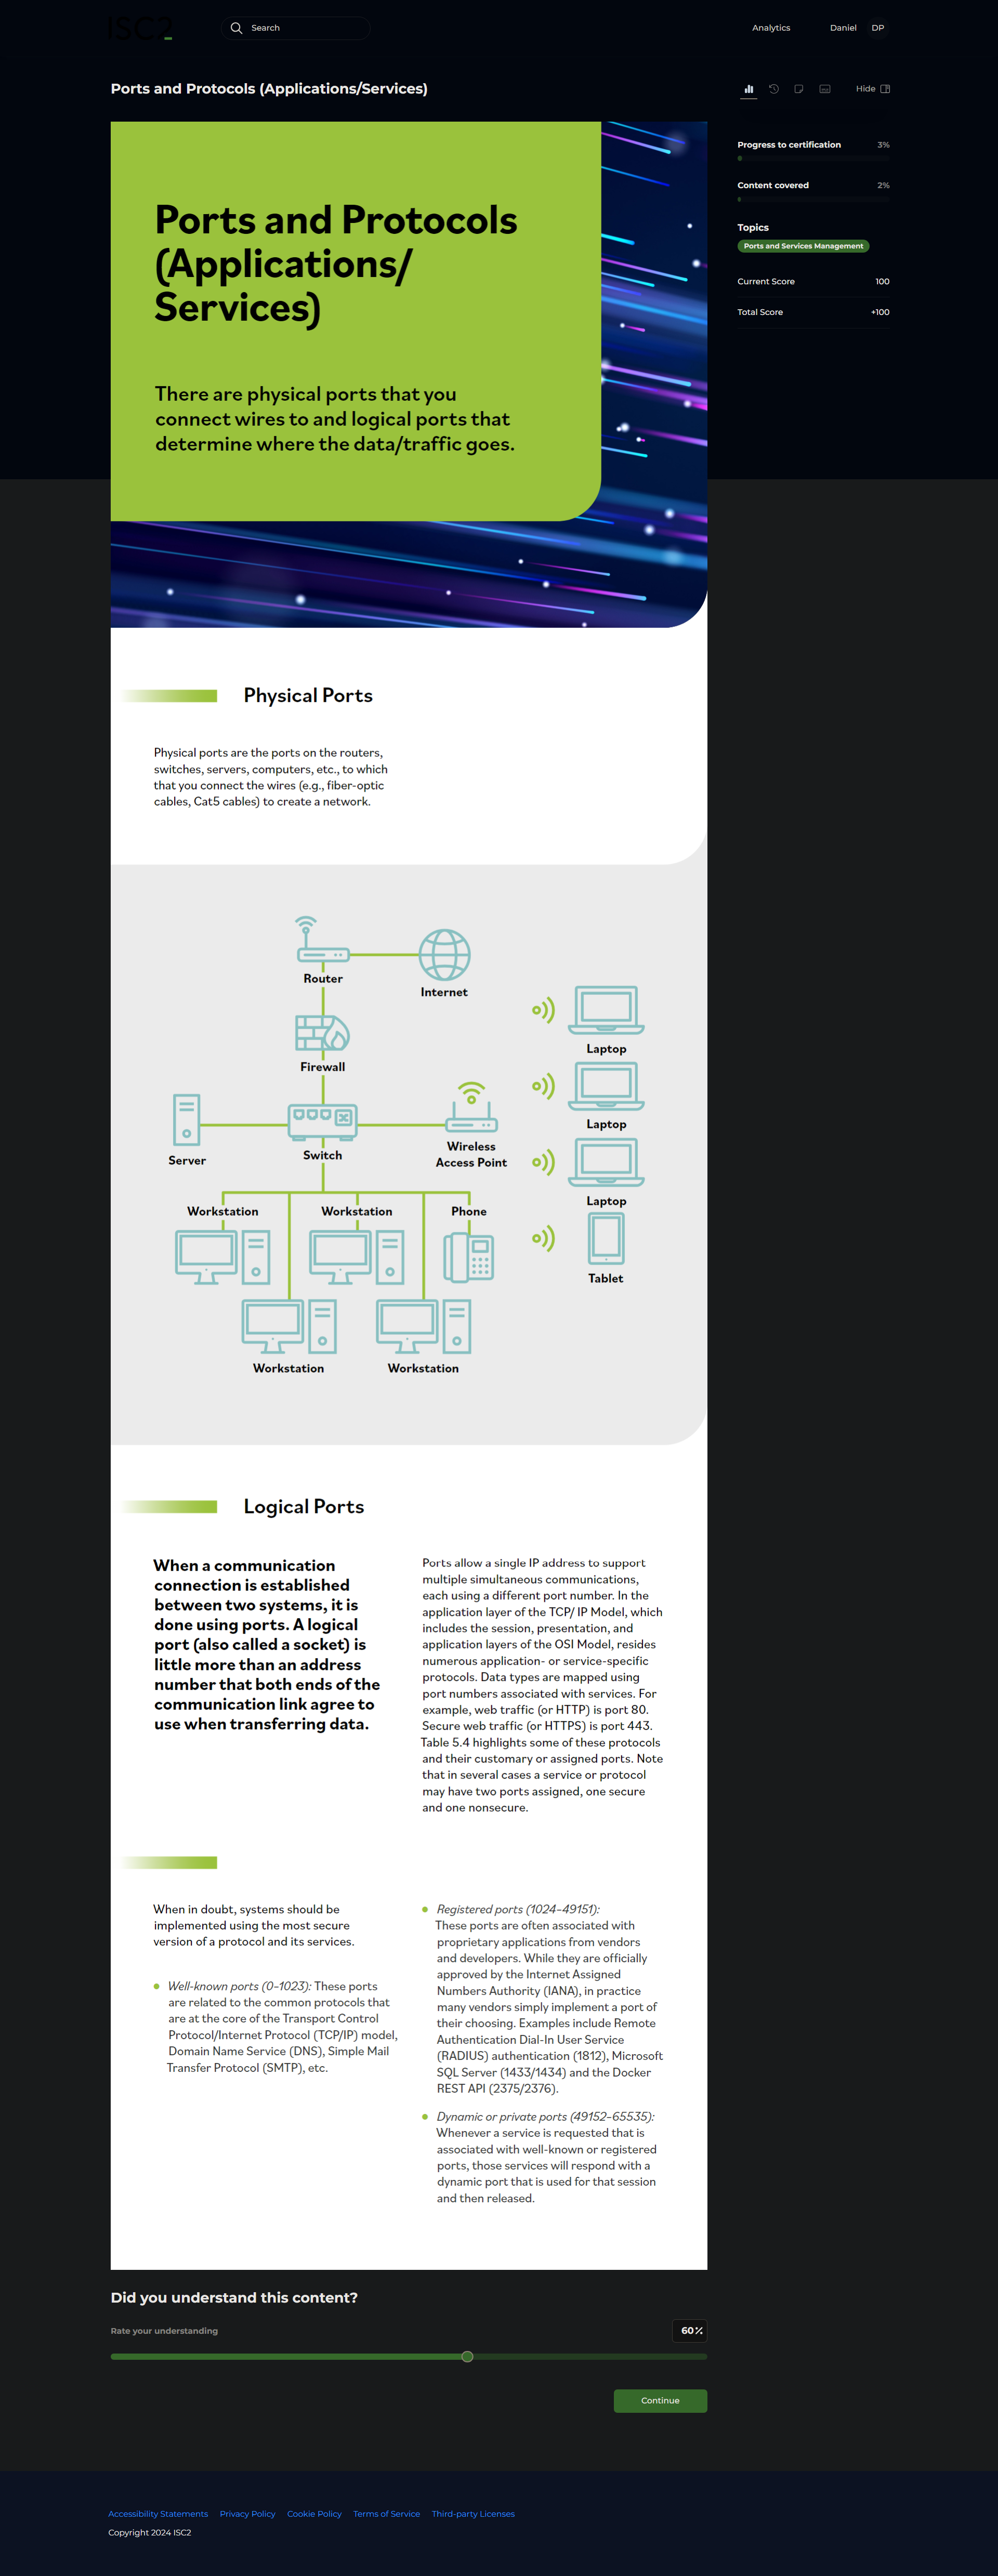 ISC2
Search
Analytics
Daniel
DP
Ports and Protocols (Applications/Services)
Hide
Ports and Protocols
(Applications/
Services)
There are physical ports that you
connect wires to and logical ports that
determine where the data/traffic goes.
Progress to certification 3%
Content covered 2%
Topics
Ports and Services Management
Current Score 100
Total Score +100
Physical Ports
Physical ports are the ports on the routers,
switches, servers, computers, etc., to which
that you connect the wires (e.g., fiber-optic
cables, Cat5 cables) to create a network.
Router
Internet
Laptop
Firewall
Laptop
Server
Switch
Wireless
Access Point
Laptop
Workstation
Workstation
Phone
Tablet
Workstation
Workstation
Logical Ports
When a communication
connection is established
between two systems, it is
done using ports. A logical
port (also called a socket) is
little more than an address
number that both ends of the
communication link agree to
use when transferring data.
Ports allow a single IP address to support
multiple simultaneous communications,
each using a different port number. In the
application layer of the TCP/ IP Model, which
includes the session, presentation, and
application layers of the OSI Model, resides
numerous application- or service-specific
protocols. Data types are mapped using
port numbers associated with services. For
example, web traffic (or HTTP) is port 80.
Secure web traffic (or HTTPS) is port 443.
Table 5.4 highlights some of these protocols
and their customary or assigned ports. Note
that in several cases a service or protocol
may have two ports assigned, one secure
and one nonsecure.
When in doubt, systems should be
implemented using the most secure
version of a protocol and its services.
Well-known ports (0–1023): These ports
are related to the common protocols that
are at the core of the Transport Control
Protocol/Internet Protocol (TCP/IP) model,
Domain Name Service (DNS), Simple Mail
Transfer Protocol (SMTP), etc.
Registered ports (1024–49151):
These ports are often associated with
proprietary applications from vendors
and developers. While they are officially
approved by the Internet Assigned
Numbers Authority (IANA), in practice
many vendors simply implement a port of
their choosing. Examples include Remote
Authentication Dial-In User Service
(RADIUS) authentication (1812), Microsoft
SQL Server (1433/1434) and the Docker
REST API (2375/2376).
Dynamic or private ports (49152–65535):
Whenever a service is requested that is
associated with well-known or registered
ports, those services will respond with a
dynamic port that is used for that session
and then released.
Did you understand this content?
Rate your understanding
60%
Continue
Accessibility Statements
Privacy Policy
Cookie Policy
Terms of Service
Third-party Licenses
Copyright 2024 ISC2